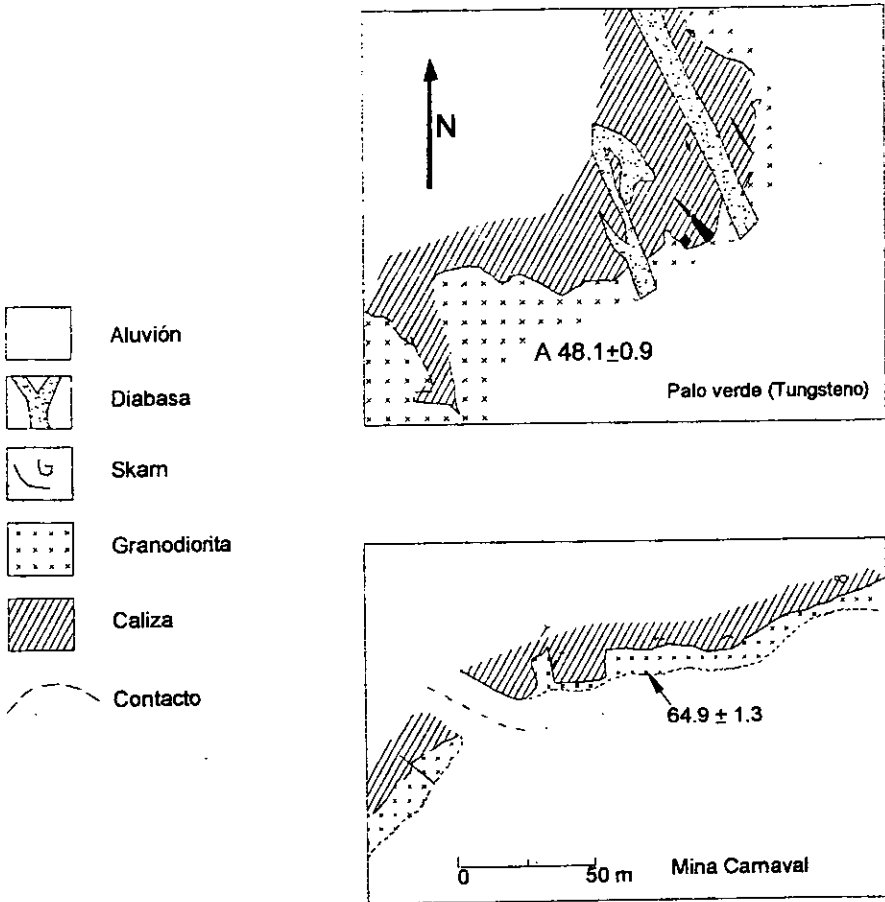 N
A 48.1±0.9
Palo verde (Tungsteno)
Aluvión
Diabasa
Skarn
Granodiorita
Caliza
Contacto
64.9 ± 1.3
0 50 m
Mina Carnaval